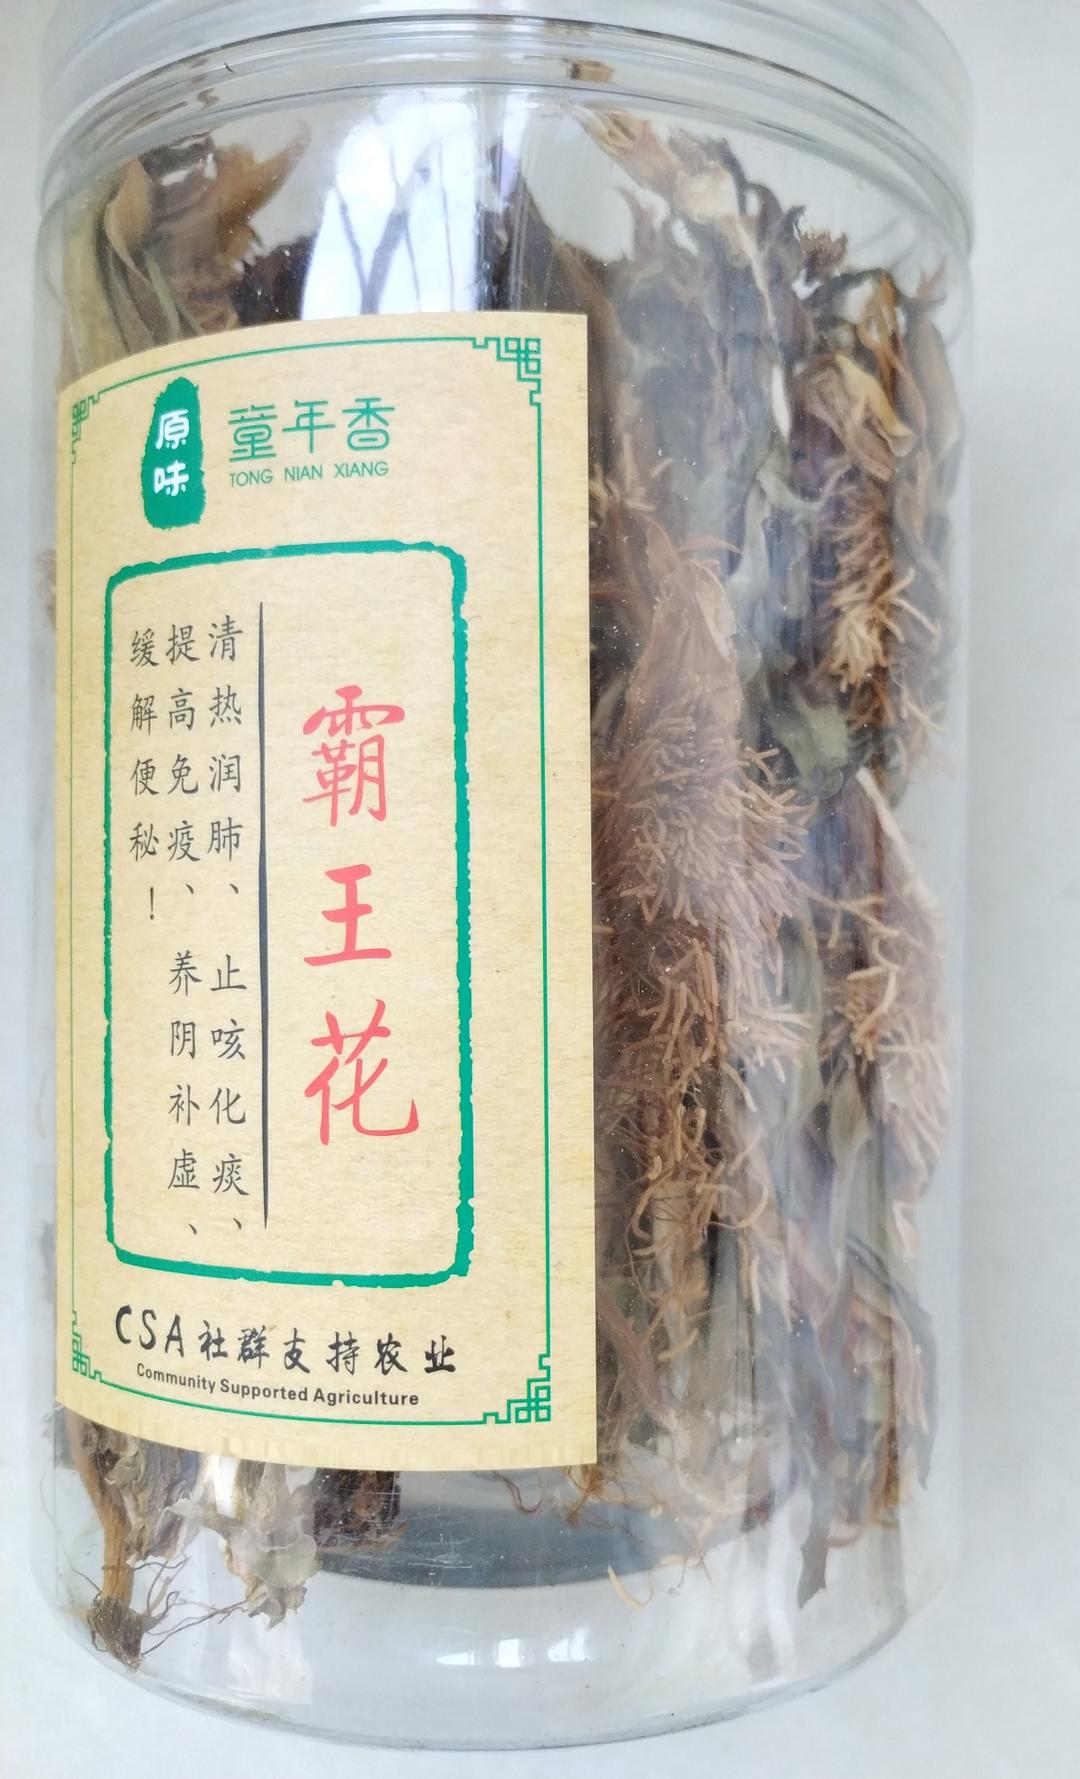 原味
童年香
TONG NIAN XIANG
霸王花
清热润肺、止咳化痰、
提高免疫、养阴补虚、
缓解便秘！
CSA社群支持农业
Community Supported Agriculture